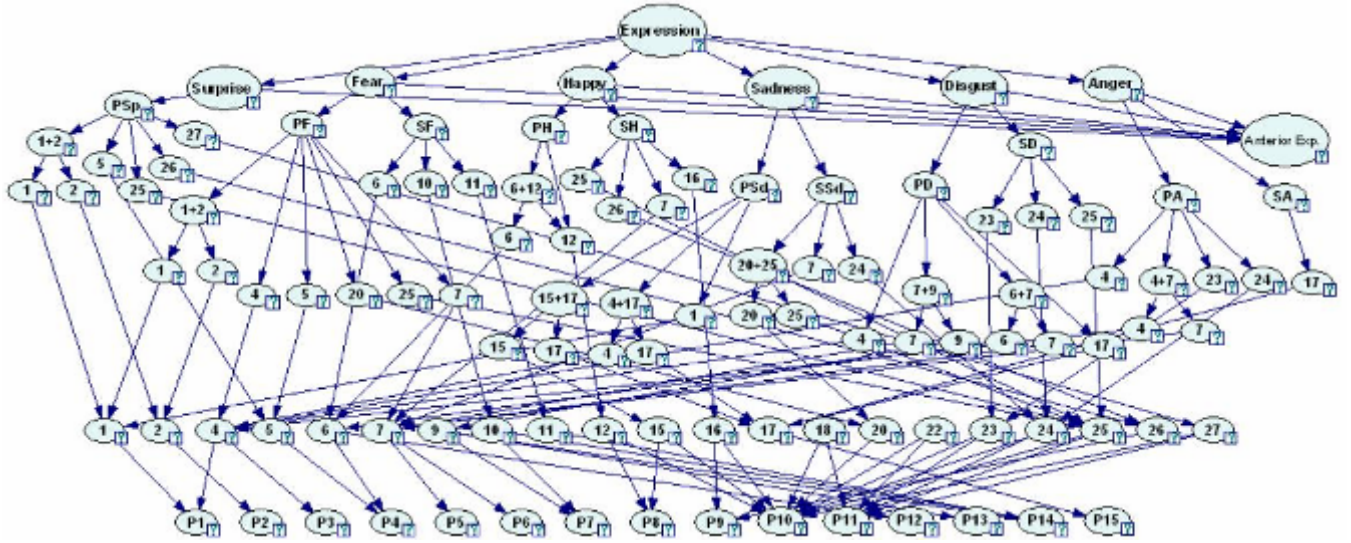 Expression
Surprise Fear Happy Sadness Disgust Anger
PSp PF SF PH SH SD Anterior Exp.
1+2 27
5 26 6 10 11 25 16 PSd SSd PD PA SA
1 2 25 1+2 6+12 26 7 23 24 25
6 12
1 2 20+25 7 24 4 4+7 23 24 17
4 5 20 25 7 15+17 4+17 1 20 25 7+9 6+7
15 17 4 17 4 7 9 6 7 17 4 7
1 2 4 5 6 7 9 10 11 12 15 16 17 18 20 22 23 24 25 26 27
P1 P2 P3 P4 P5 P6 P7 P8 P9 P10 P11 P12 P13 P14 P15